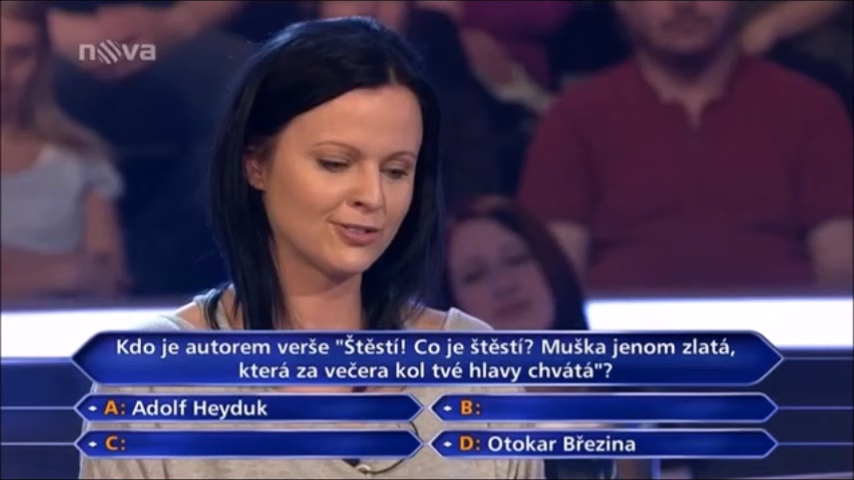 nova
Kdo je autorem verše "Štěstí! Co je štěstí? Muška jenom zlatá,
která za večera kol tvé hlavy chvátá"?
A: Adolf Heyduk
B:
C:
D: Otokar Březina